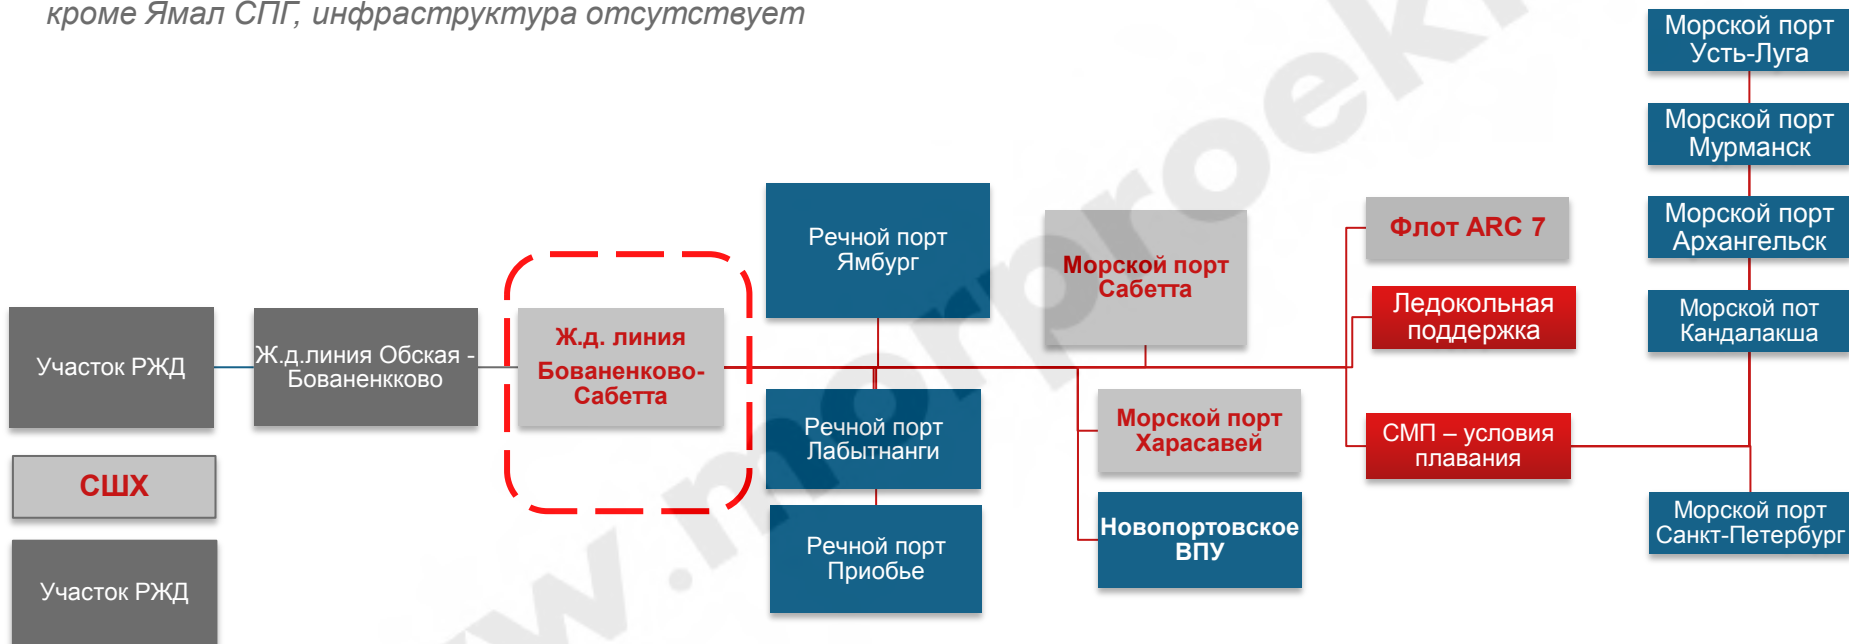 кроме Ямал СПГ, инфраструктура отсутствует
Участок РЖД
СШХ
Участок РЖД
Ж.д.линия Обская -
Бованенкково
Ж.д. линия
Бованенково-
Сабетта
Речной порт
Ямбург
Речной порт
Лабытнанги
Речной порт
Приобье
Морской порт
Сабетта
Морской порт
Харасавей
Новопортовское
ВПУ
Флот ARC 7
Ледокольная
поддержка
СМП – условия
плавания
Морской порт
Усть-Луга
Морской порт
Мурманск
Морской порт
Архангельск
Морской пот
Кандалакша
Морской порт
Санкт-Петербург